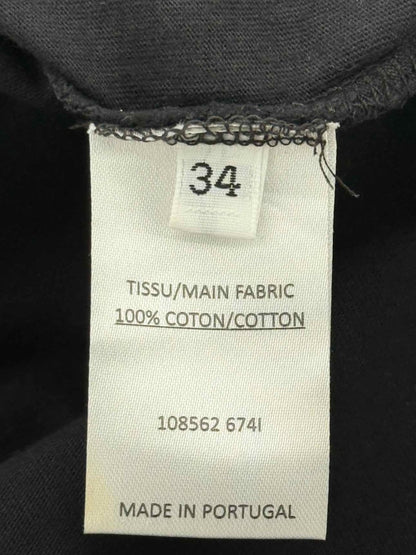 34
TISSU/MAIN FABRIC
100% COTON/COTTON
108562 674I
MADE IN PORTUGAL